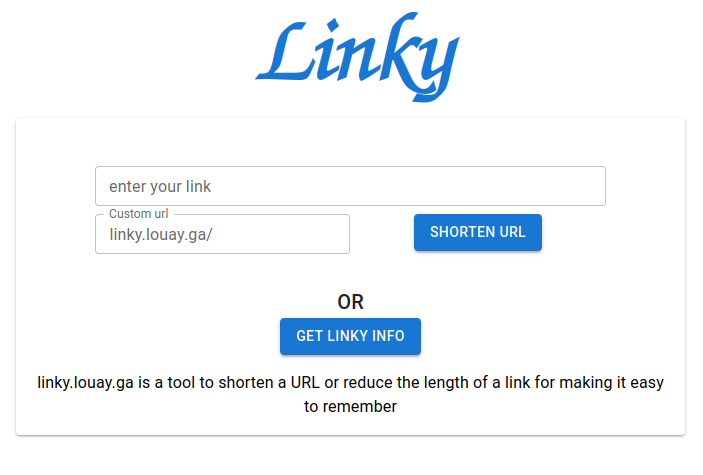 Linky
enter your link
Custom url
linky.louay.ga/
SHORTEN URL
OR
GET LINKY INFO
linky.louay.ga is a tool to shorten a URL or reduce the length of a link for making it easy
to remember